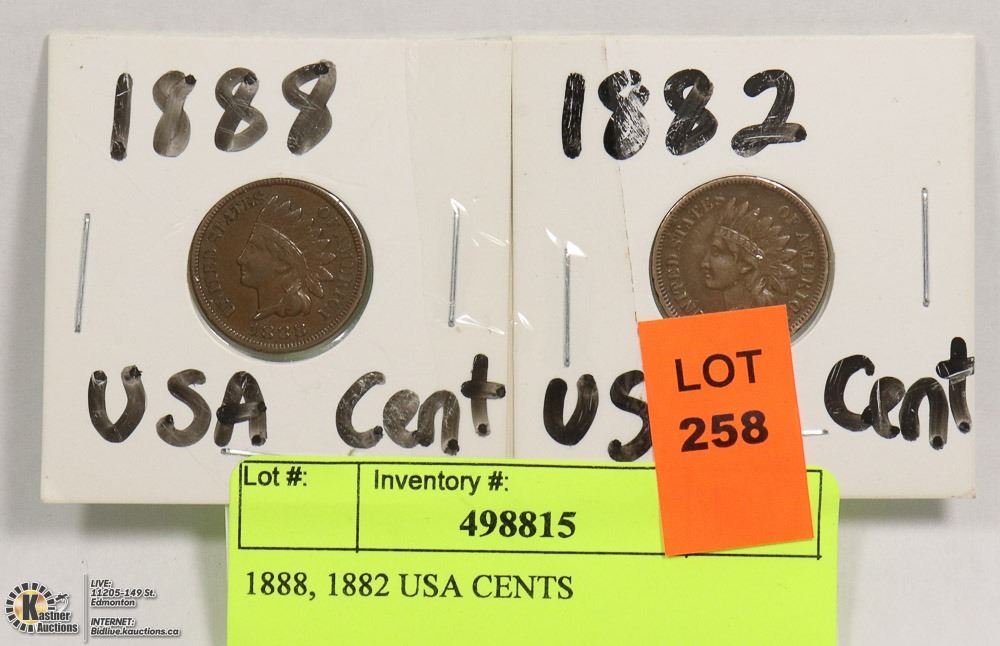 1888
1882
UNITED STATES OF AMERICA
1888
UNITED STATES OF AMERIC
USA Cent
US Cent
LOT
258
Lot #:
Inventory #:
498815
1888, 1882 USA CENTS
Kastner
Auctions
LIVE:
11205-149 St.
Edmonton
INTERNET:
Bidlive.kauctions.ca